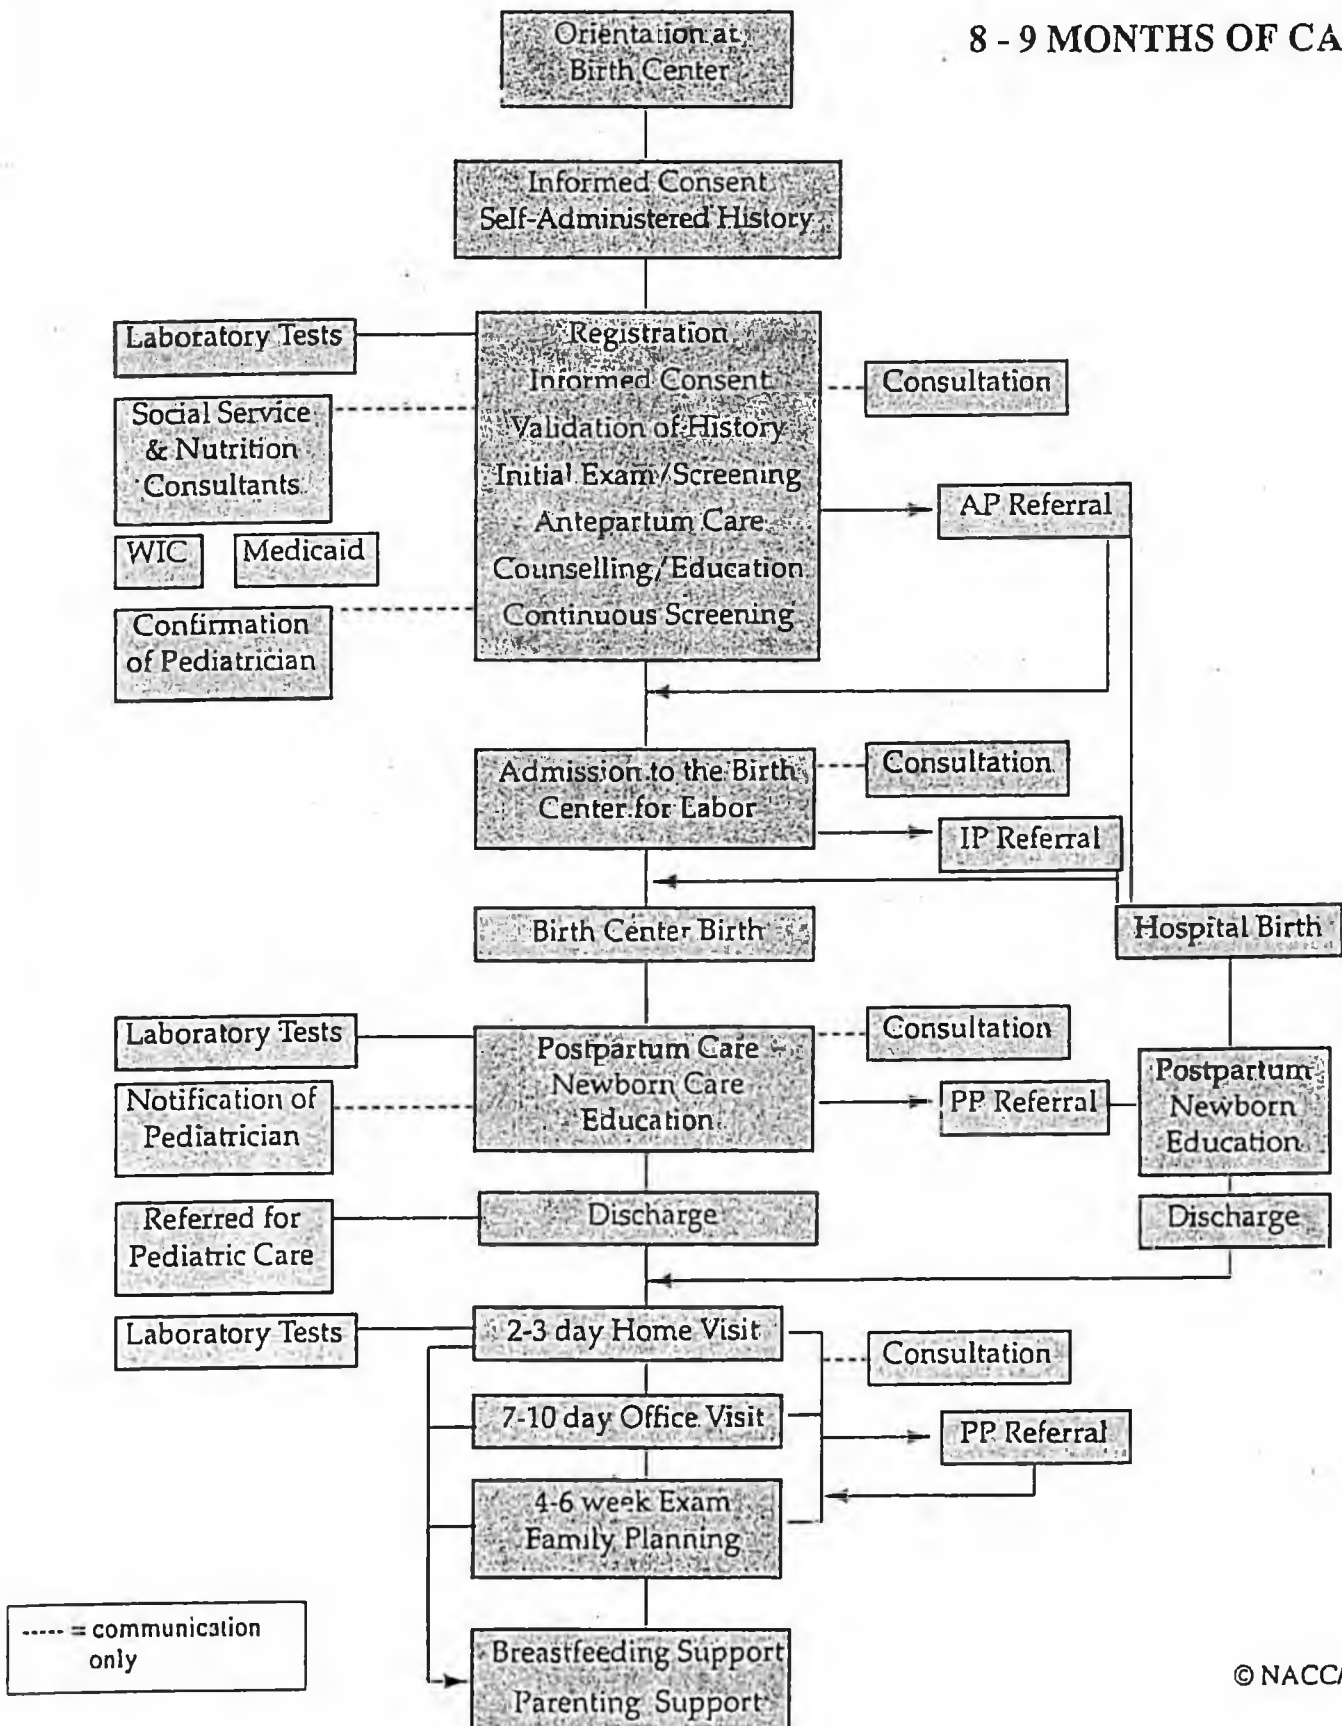 8 - 9 MONTHS OF CA
Orientation at
Birth Center
Informed Consent
Self-Administered History
Laboratory Tests
Registration
Informed Consent
Validation of History
Initial Exam/Screening
Antepartum Care
Counselling/Education
Continuous Screening
Consultation
Social Service
& Nutrition
Consultants
AP Referral
WIC
Medicaid
Confirmation
of Pediatrician
Admission to the Birth
Center for Labor
Consultation
IP Referral
Birth Center Birth
Hospital Birth
Laboratory Tests
Postpartum Care
Newborn Care
Education
Consultation
Notification of
Pediatrician
PP Referral
Postpartum
Newborn
Education
Referred for
Pediatric Care
Discharge
Discharge
Laboratory Tests
2-3 day Home Visit
Consultation
7-10 day Office Visit
PP Referral
4-6 week Exam
Family Planning
----- = communication
only
Breastfeeding Support
Parenting Support
© NACC